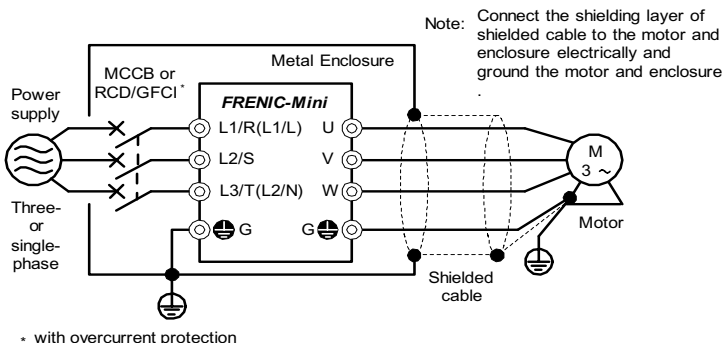 Note: Connect the shielding layer of
shielded cable to the motor and
enclosure electrically and
ground the motor and enclosure
.
Metal Enclosure
MCCB or
RCD/GFCI *
Power
supply
FRENIC-Mini
L1/R(L1/L) U
L2/S V
L3/T(L2/N) W
G G
M
3 ~
Three-
or
single-
phase
Motor
Shielded
cable
* with overcurrent protection